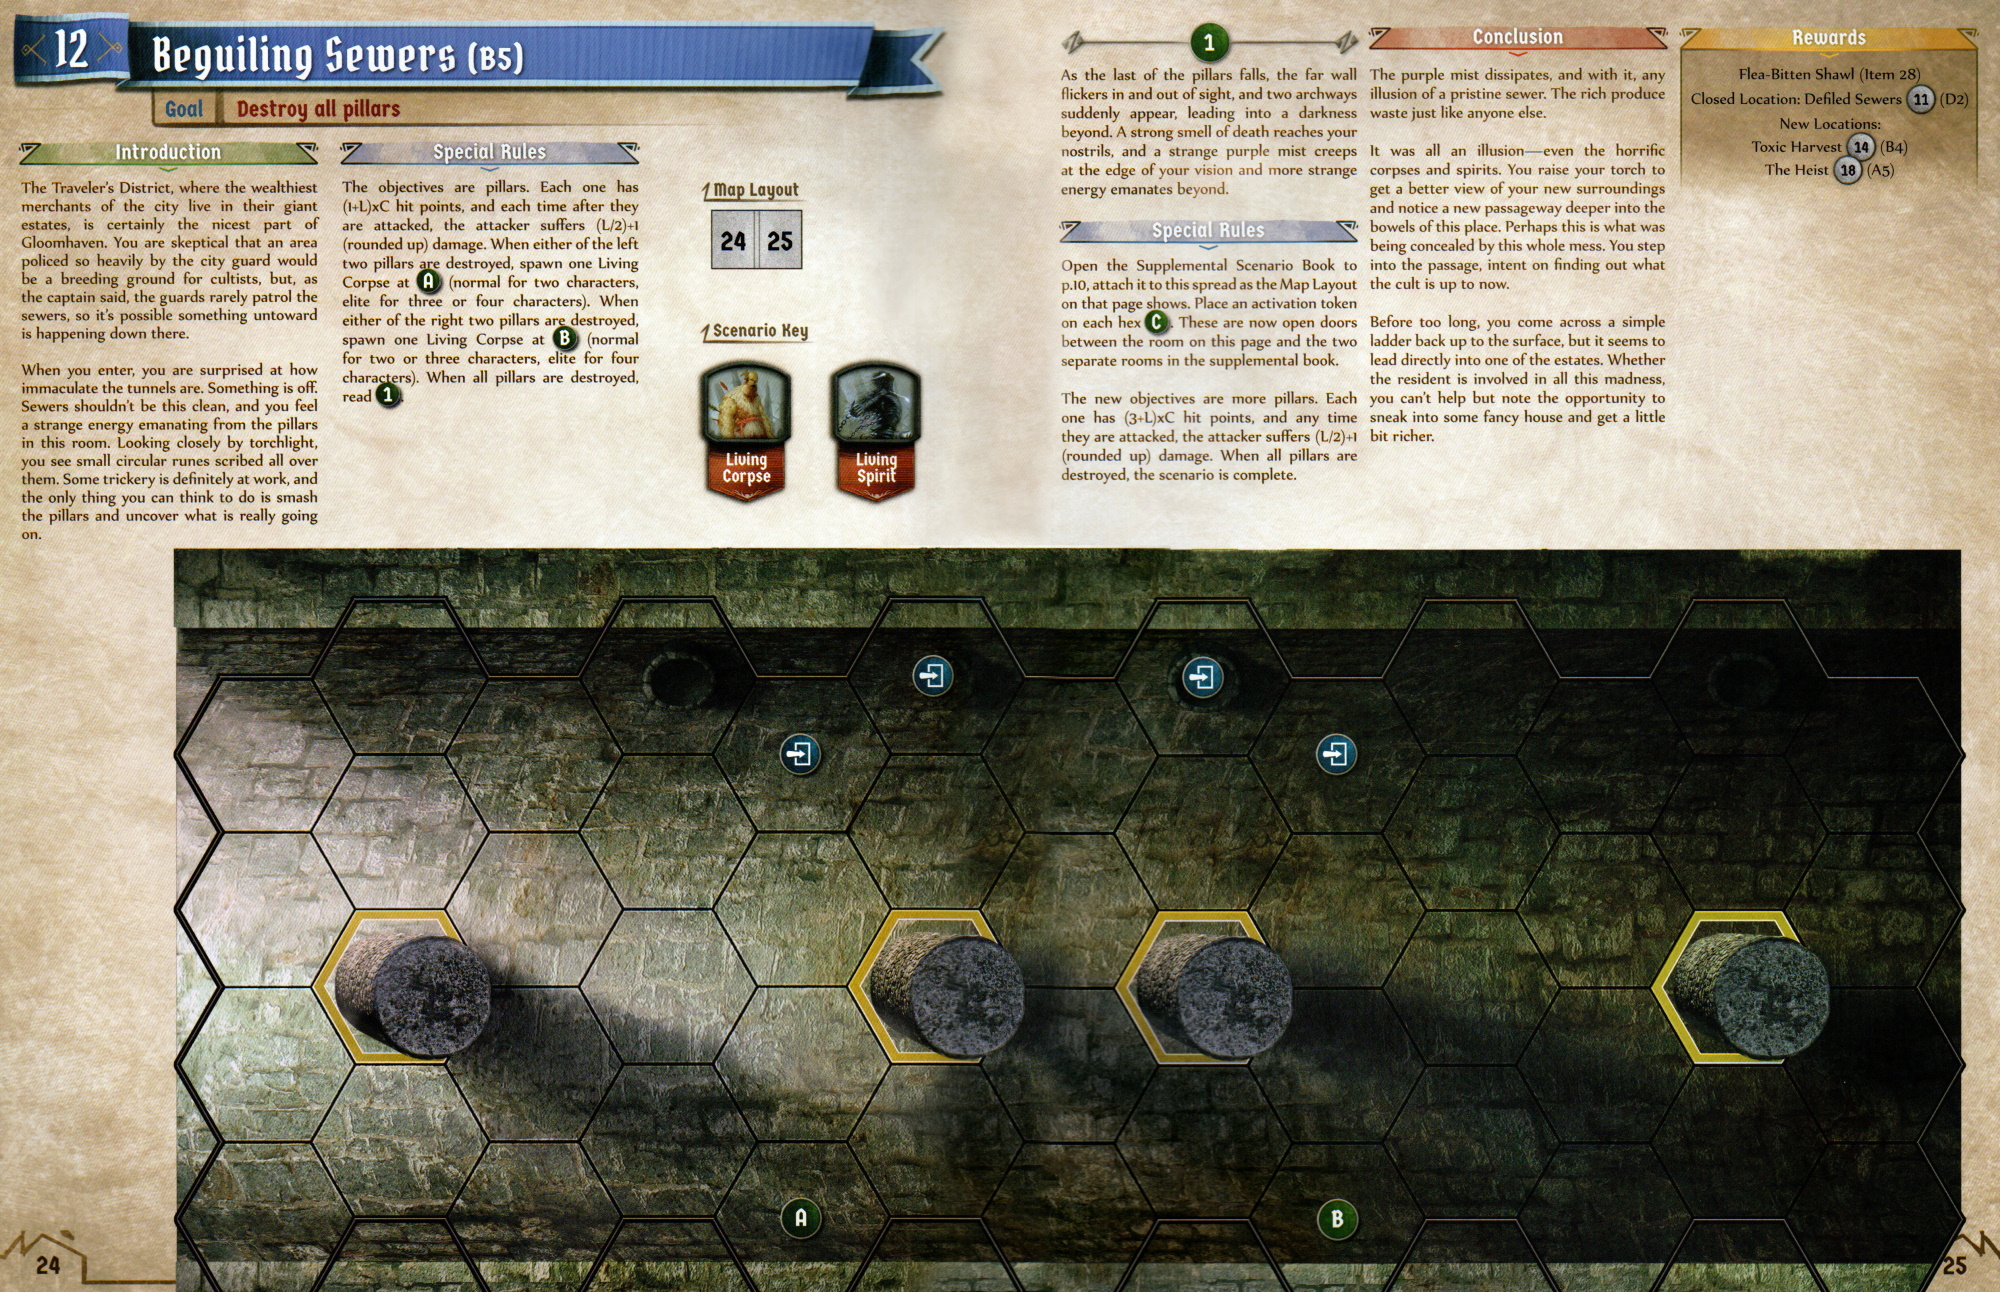 12
Beguiling Sewers (B5)
Goal
Destroy all pillars
Introduction
The Traveler's District, where the wealthiest
merchants of the city live in their giant
estates, is certainly the nicest part of
Gloomhaven. You are skeptical that an area
policed so heavily by the city guard would
be a breeding ground for cultists, but, as
the captain said, the guards rarely patrol the
sewers, so it's possible something untoward
is happening down there.
When you enter, you are surprised at how
immaculate the tunnels are. Something is off.
Sewers shouldn't be this clean, and you feel
a strange energy emanating from the pillars
in this room. Looking closely by torchlight,
you see small circular runes scribed all over
them. Some trickery is definitely at work, and
the only thing you can think to do is smash
the pillars and uncover what is really going
on.
Special Rules
The objectives are pillars. Each one has
(1+L)xC hit points, and each time after they
are attacked, the attacker suffers (L/2)+1
(rounded up) damage. When either of the left
two pillars are destroyed, spawn one Living
Corpse at A (normal for two characters,
elite for three or four characters). When
either of the right two pillars are destroyed,
spawn one Living Corpse at B (normal
for two or three characters, elite for four
characters). When all pillars are destroyed,
read 1.
Map Layout
24 25
Scenario Key
Living
Corpse
Living
Spirit
1
As the last of the pillars falls, the far wall
flickers in and out of sight, and two archways
suddenly appear, leading into a darkness
beyond. A strong smell of death reaches your
nostrils, and a strange purple mist creeps
at the edge of your vision and more strange
energy emanates beyond.
Special Rules
Open the Supplemental Scenario Book to
p.10, attach it to this spread as the Map Layout
on that page shows. Place an activation token
on each hex C. These are now open doors
between the room on this page and the two
separate rooms in the supplemental book.
The new objectives are more pillars. Each
one has (3+L)xC hit points, and any time
they are attacked, the attacker suffers (L/2)+1
(rounded up) damage. When all pillars are
destroyed, the scenario is complete.
Conclusion
The purple mist dissipates, and with it, any
illusion of a pristine sewer. The rich produce
waste just like anyone else.
It was all an illusion—even the horrific
corpses and spirits. You raise your torch to
get a better view of your new surroundings
and notice a new passageway deeper into the
bowels of this place. Perhaps this is what was
being concealed by this whole mess. You step
into the passage, intent on finding out what
the cult is up to now.
Before too long, you come across a simple
ladder back up to the surface, but it seems to
lead directly into one of the estates. Whether
the resident is involved in all this madness,
you can't help but note the opportunity to
sneak into some fancy house and get a little
bit richer.
Rewards
Flea-Bitten Shawl (Item 28)
Closed Location: Defiled Sewers 11 (D2)
New Locations:
Toxic Harvest 14 (B4)
The Heist 18 (A5)
A
B
24
25